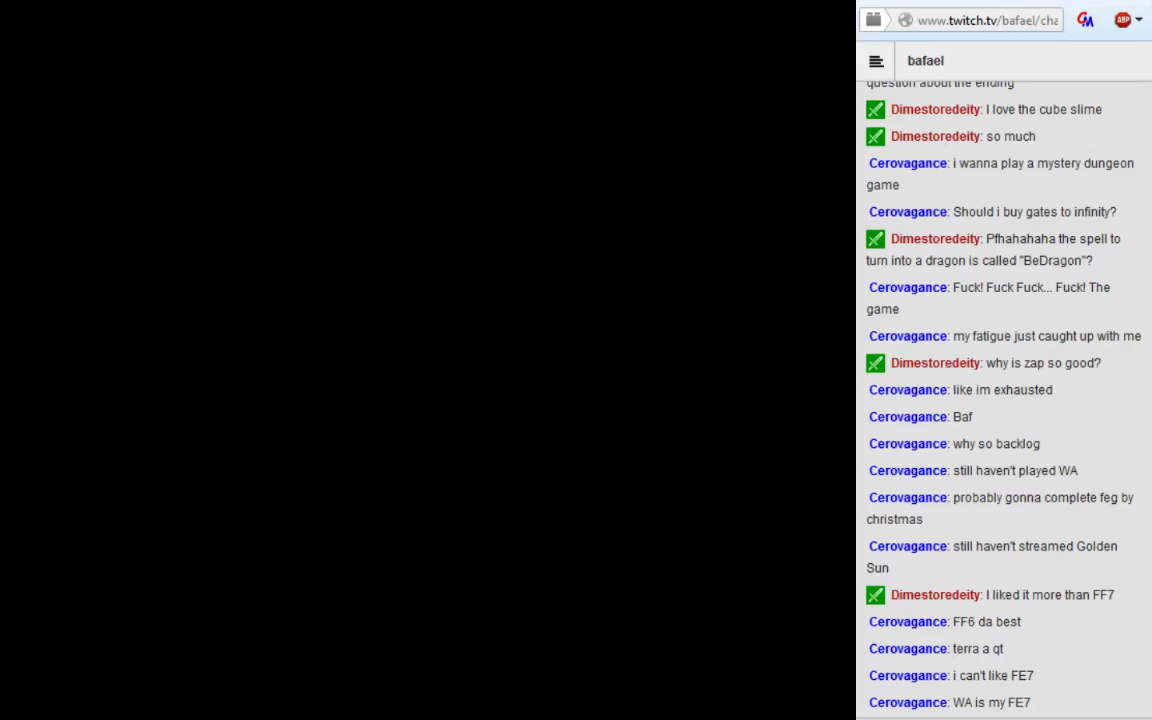 www.twitch.tv/bafael/cha
GM
ABP
bafael
question about the ending
Dimestoredeity: I love the cube slime
Dimestoredeity: so much
Cerovagance: i wanna play a mystery dungeon
game
Cerovagance: Should i buy gates to infinity?
Dimestoredeity: Pfhahahaha the spell to
turn into a dragon is called "BeDragon"?
Cerovagance: Fuck! Fuck Fuck... Fuck! The
game
Cerovagance: my fatigue just caught up with me
Dimestoredeity: why is zap so good?
Cerovagance: like im exhausted
Cerovagance: Baf
Cerovagance: why so backlog
Cerovagance: still haven't played WA
Cerovagance: probably gonna complete feg by
christmas
Cerovagance: still haven't streamed Golden
Sun
Dimestoredeity: I liked it more than FF7
Cerovagance: FF6 da best
Cerovagance: terra a qt
Cerovagance: i can't like FE7
Cerovagance: WA is my FE7